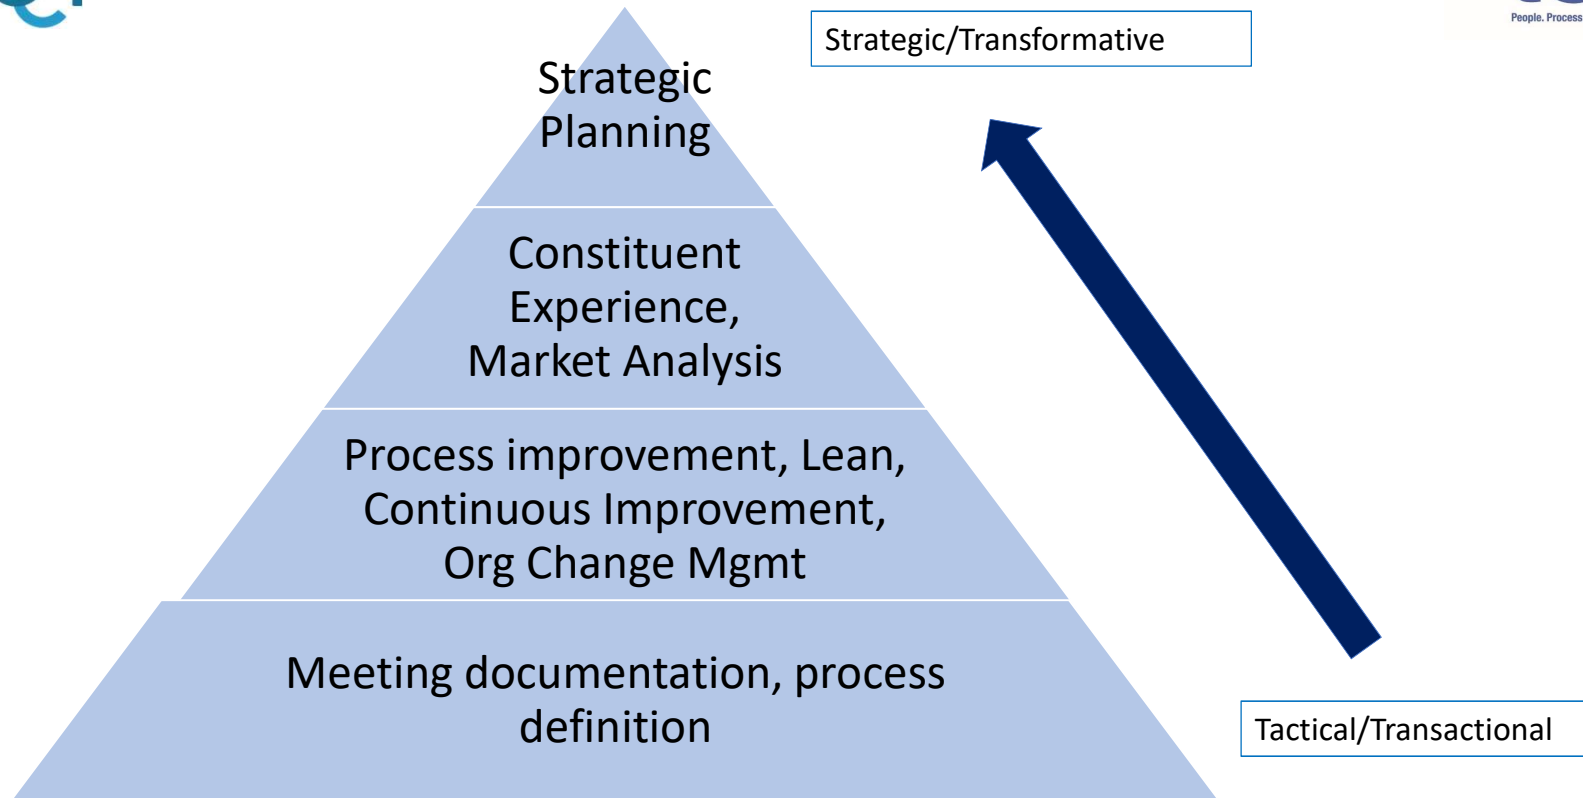 People. Process
Strategic/Transformative
Strategic
Planning
Constituent
Experience,
Market Analysis
Process improvement, Lean,
Continuous Improvement,
Org Change Mgmt
Meeting documentation, process
definition
Tactical/Transactional